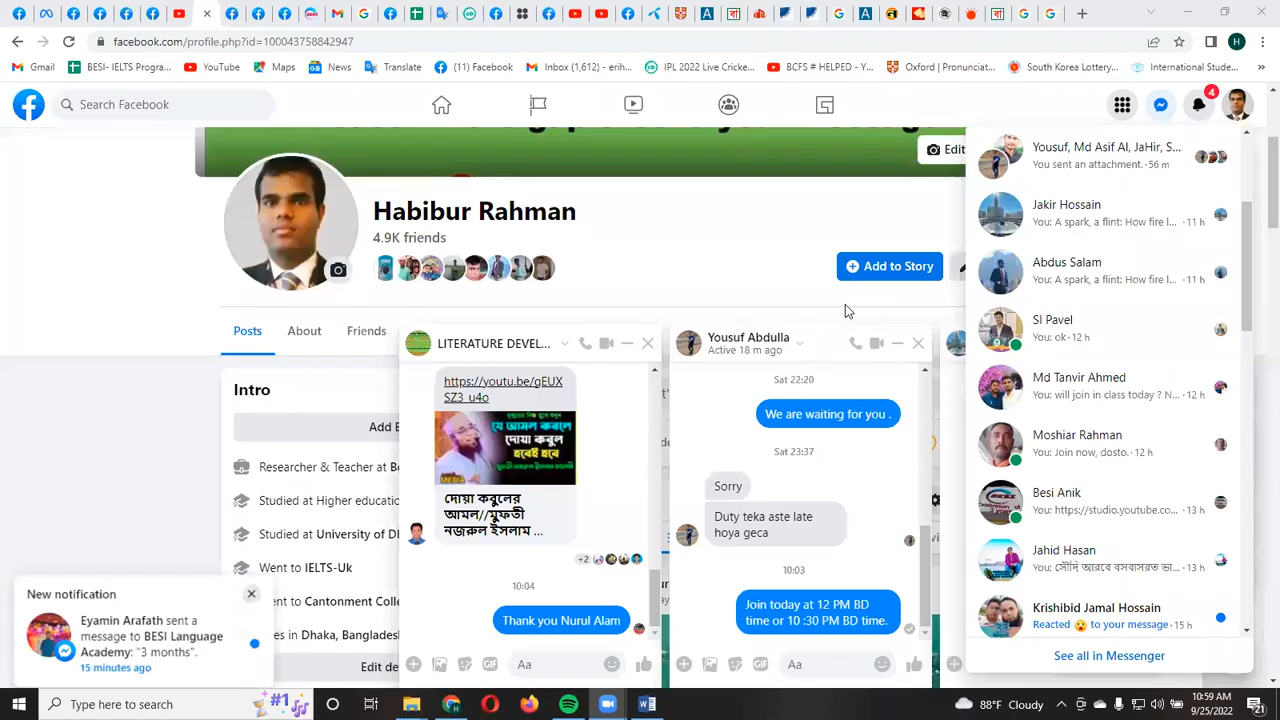 facebook.com/profile.php?id=100043758842947
Gmail
BESI- IELTS Progra...
YouTube
Maps
News
Translate
(11) Facebook
Inbox (1,612) - erih...
IPL 2022 Live Cricke...
BCFS # HELPED - Y...
Oxford | Pronunciat...
South Korea Lottery...
International Stude...
Search Facebook
4
Edit
Habibur Rahman
4.9K friends
Add to Story
Posts
About
Friends
Intro
Researcher & Teacher at
Studied at Higher educatio
Studied at University of D
Went to IELTS-Uk
Cantonment Colle
es in Dhaka, Bangladesh
Edit de
New notification
Eyamin Arafath sent a
message to BESI Language
Academy: "3 months".
15 minutes ago
LITERATURE DEVEL...
https://youtu.be/gEUX
SZ3_u4o
যে আমল করলে
দোয়া কবুল
হবেই হবে
MEDIA
দোয়া কবুলের
আমল//মুফতী
নজরুল ইসলাম ...
+2
10:04
Thank you Nurul Alam
Aa
Yousuf Abdulla
Active 18 m ago
Sat 22:20
We are waiting for you .
Sat 23:37
Sorry
Duty teka aste late
hoya geca
10:03
Join today at 12 PM BD
time or 10 :30 PM BD time.
Aa
Yousuf, Md Asif Al, JaHir, S...
You sent an attachment. · 56 m
Jakir Hossain
You: A spark, a flint: How fire l... · 11 h
Abdus Salam
You: A spark, a flint: How fire l... · 11 h
SI Pavel
You: ok · 12 h
Md Tanvir Ahmed
You: will join in class today ? N... · 12 h
Moshiar Rahman
You: Join now, dosto. · 12 h
Besi Anik
You: https://studio.youtube.co... · 13 h
Jahid Hasan
You: সৌদি আরবে বসবাসরত ভা... · 13 h
Krishibid Jamal Hossain
Reacted 😮 to your message · 15 h
See all in Messenger
Type here to search
#1
88°F Cloudy
10:59 AM
9/25/2022
21